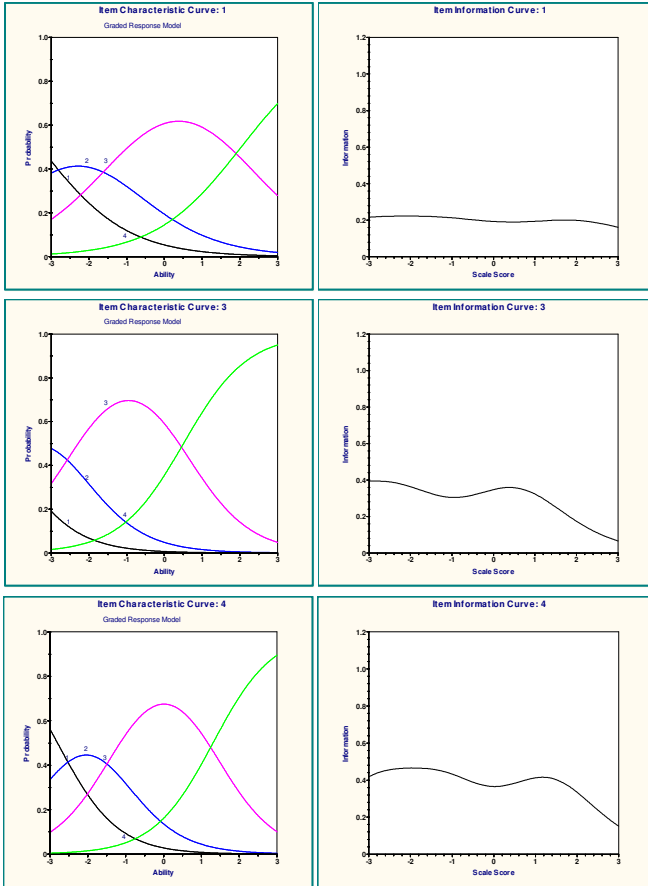 Item Characteristic Curve: 1
Graded Response Model
1.0
0.8
0.6
0.4
0.2
0
-3 -2 -1 0 1 2 3
Probability
Ability
1
2
3
4
Item Information Curve: 1
1.2
1.0
0.8
0.6
0.4
0.2
0
-3 -2 -1 0 1 2 3
Information
Scale Score
Item Characteristic Curve: 3
Graded Response Model
1.0
0.8
0.6
0.4
0.2
0
-3 -2 -1 0 1 2 3
Probability
Ability
1
2
3
4
Item Information Curve: 3
1.2
1.0
0.8
0.6
0.4
0.2
0
-3 -2 -1 0 1 2 3
Information
Scale Score
Item Characteristic Curve: 4
Graded Response Model
1.0
0.8
0.6
0.4
0.2
0
-3 -2 -1 0 1 2 3
Probability
Ability
1
2
3
4
Item Information Curve: 4
1.2
1.0
0.8
0.6
0.4
0.2
0
-3 -2 -1 0 1 2 3
Information
Scale Score